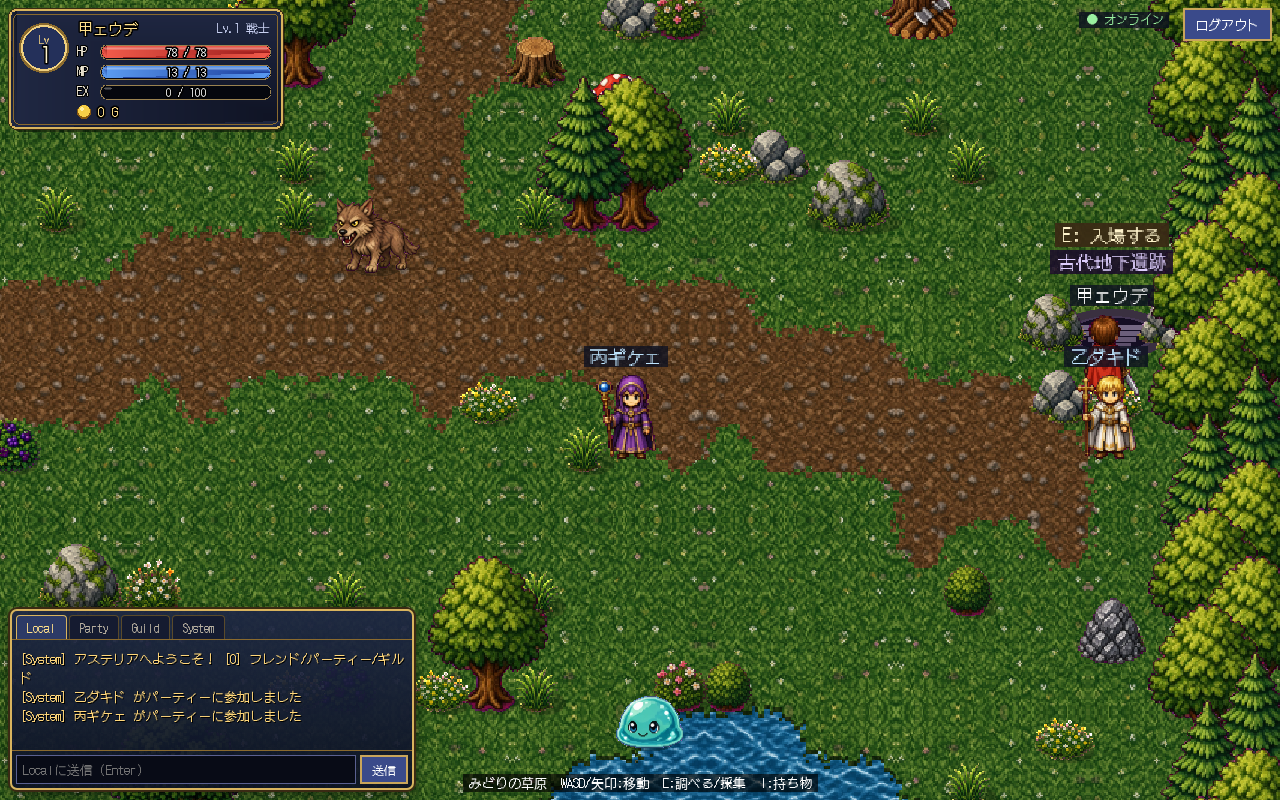 甲ェウデ
Lv.1 戦士
Lv
1
HP 78 / 78
MP 13 / 13
EX 0 / 100
0 G
オンライン
ログアウト
E: 入場する
古代地下遺跡
甲ェウデ
乙ダキド
丙ギケェ
Local Party Guild System
[System] アステリアへようこそ！ [O] フレンド/パーティー/ギル
ド
[System] 乙ダキド がパーティーに参加しました
[System] 丙ギケェ がパーティーに参加しました
Localに送信 (Enter)
送信
みどりの草原 WASD/矢印:移動 E:調べる/採集 I:持ち物